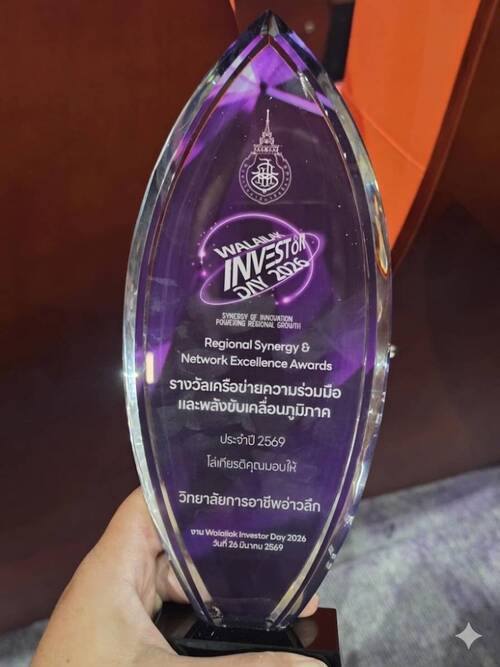 WALAILAK
INVESTOR
DAY 2026
SYNERGY OF INNOVATION
POWERING REGIONAL GROWTH
Regional Synergy &
Network Excellence Awards
รางวัลเครือข่ายความร่วมมือ
และพลังขับเคลื่อนภูมิภาค
ประจำปี 2569
โล่เกียรติคุณมอบให้
วิทยาลัยการอาชีพอ่าวลึก
งาน Walailak Investor Day 2026
วันที่ 26 มีนาคม 2569